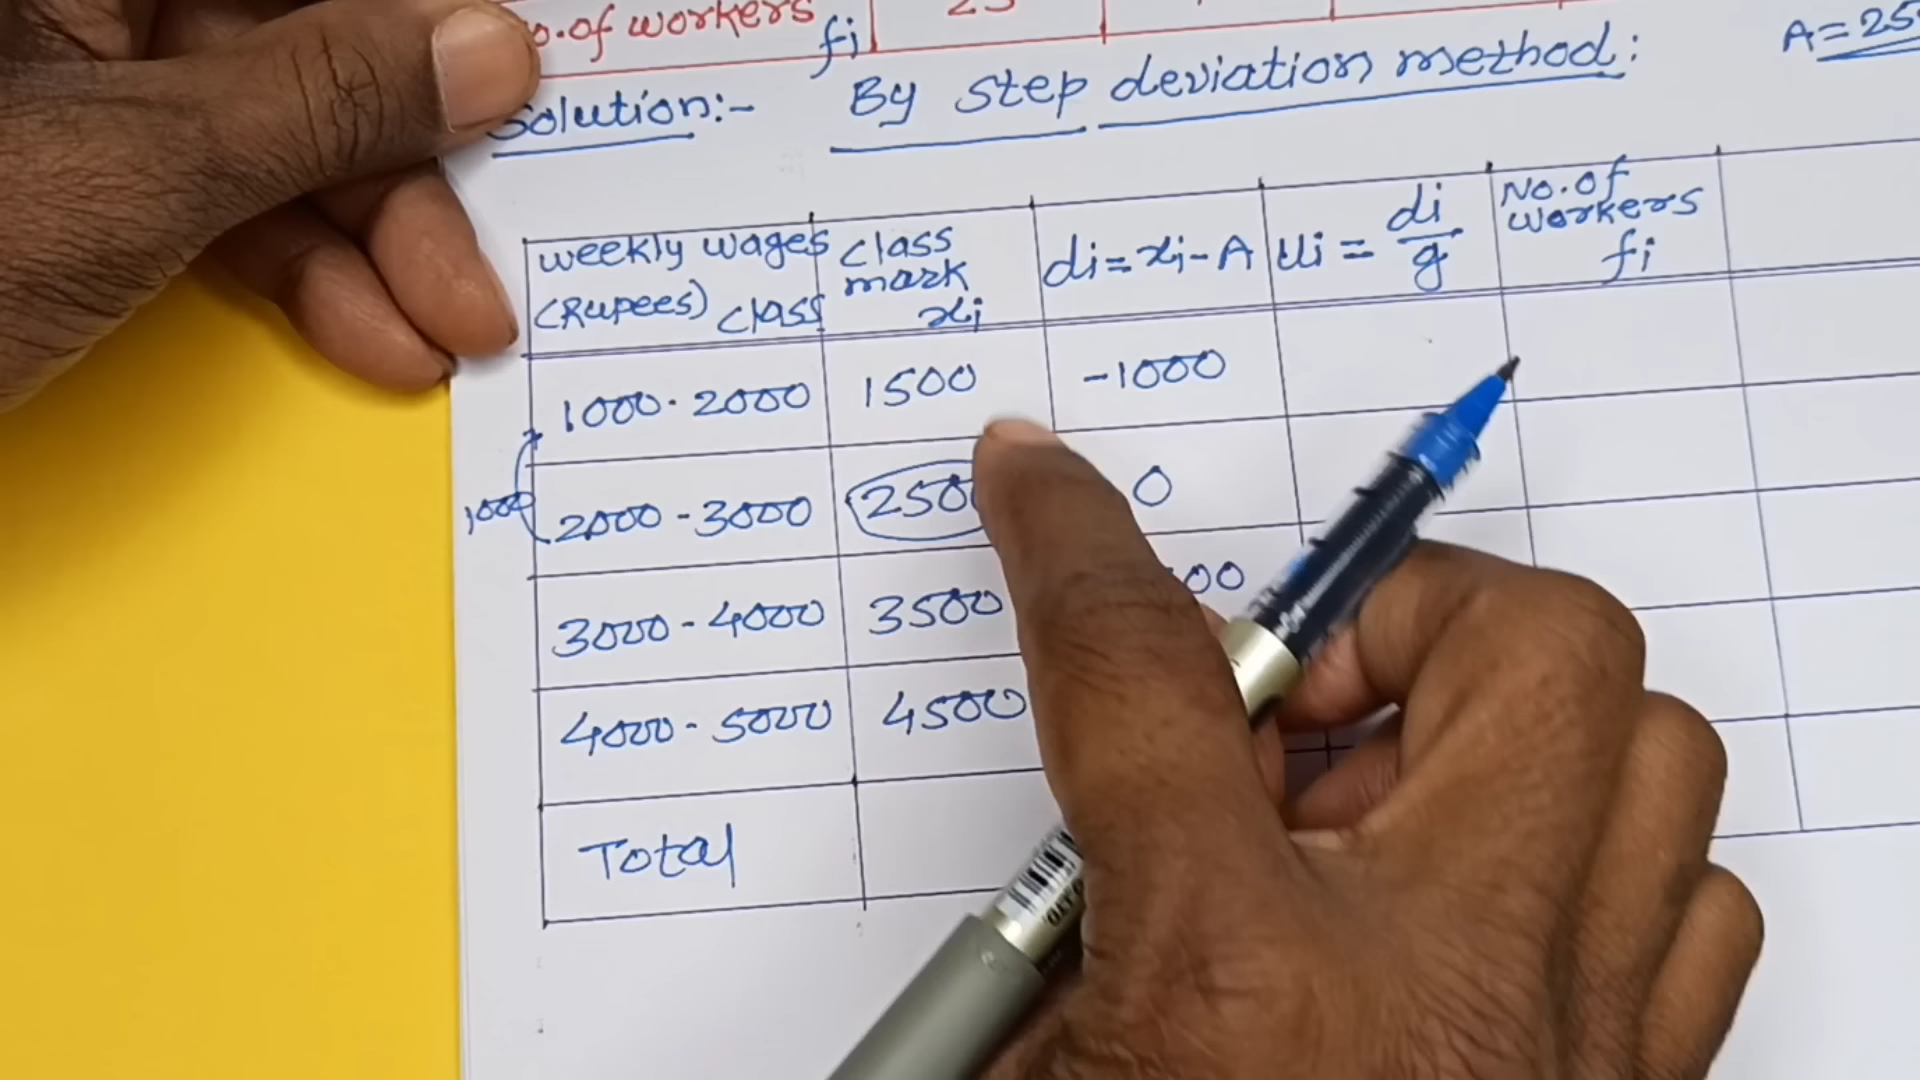 workers
fi
25
A=25
Solution:- By step deviation method:
weekly wages
(Rupees) class
class
mark
xi
di=xi-A
ui = di/g
No.of
workers
fi
1000-2000 1500 -1000
2000-3000 250 0
1000
3000-4000 3500
4000-5000 4500
Total